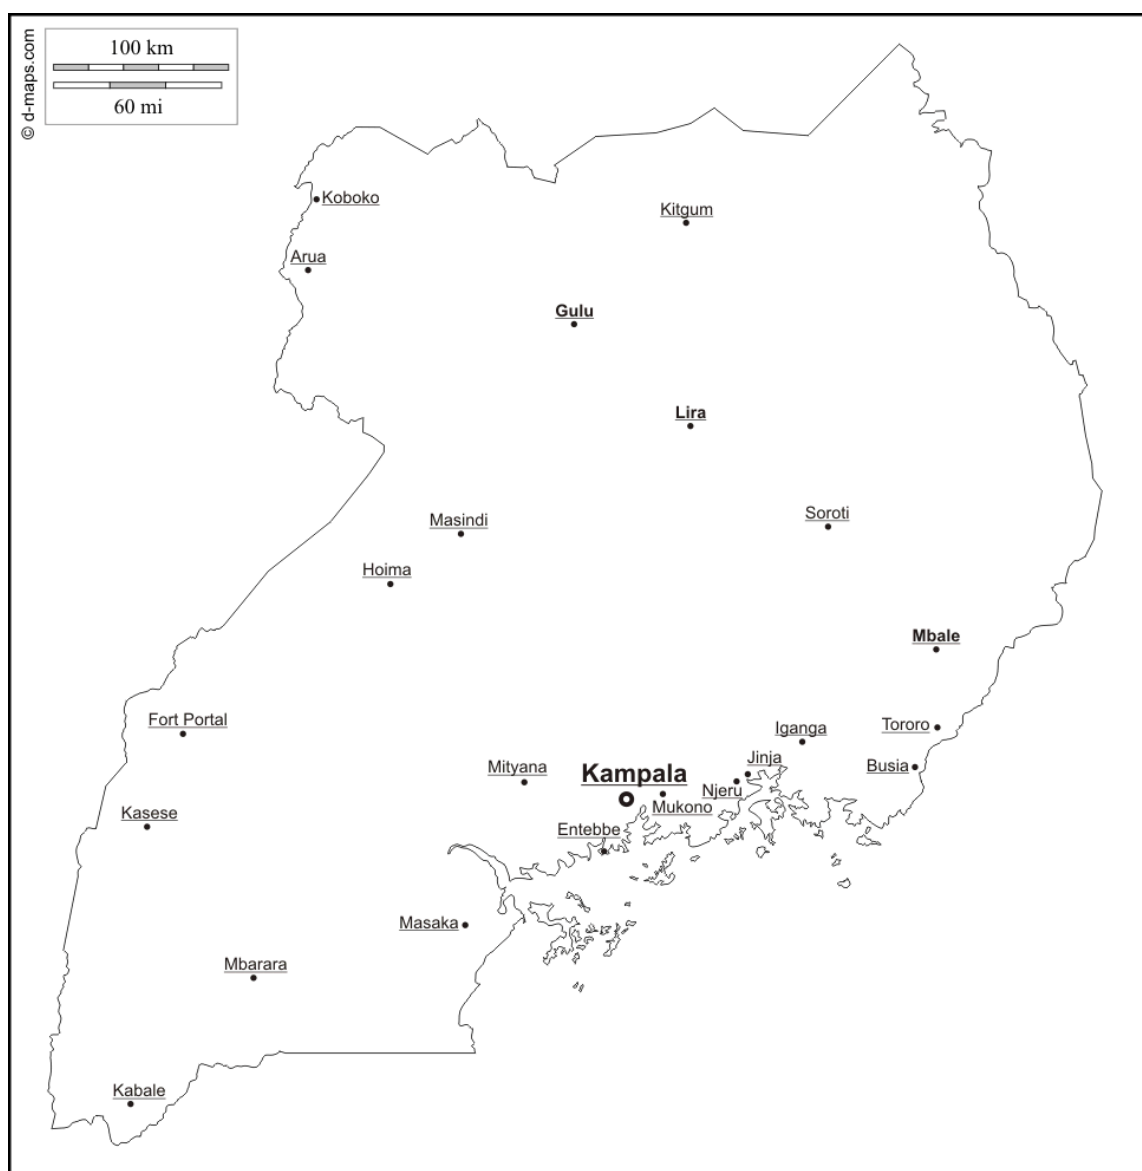 © d-maps.com
100 km
60 mi
Koboko
Kitgum
Arua
Gulu
Lira
Soroti
Masindi
Hoima
Mbale
Fort Portal
Tororo
Iganga
Jinja
Busia
Mityana
Kampala
Njeru
Mukono
Kasese
Entebbe
Masaka
Mbarara
Kabale